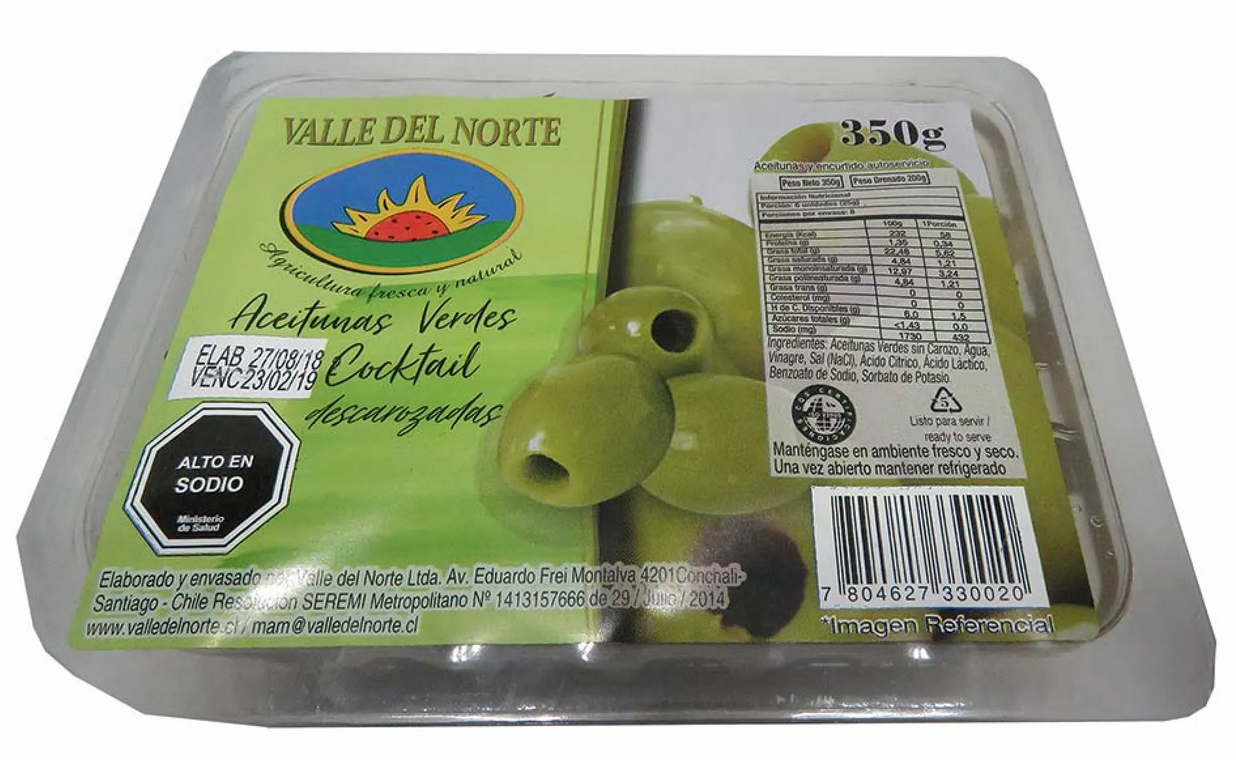 VALLE DEL NORTE
Agricultura fresca y natural
Aceitunas Verdes
Cocktail
descarozadas
ELAB 27/08/18
VENC 23/02/19
ALTO EN
SODIO
Ministerio
de Salud
Elaborado y envasado por Valle del Norte Ltda. Av. Eduardo Frei Montalva 4201 Conchali-
Santiago - Chile Resolución SEREMI Metropolitano Nº 1413157666 de 29 / Julio / 2014
www.valledelnorte.cl / mam@valledelnorte.cl
350g
Aceitunas y encurtido autoservicio
Peso Neto 350g Peso Drenado 200g
Información Nutricional
Porción: 6 unidades (25g)
Porciones por envase: 8
100g 1Porción
Energía (Kcal) 232 58
Proteína (g) 1,35 0,34
Grasa total (g) 22,48 5,62
Grasa saturada (g) 4,84 1,21
Grasa monoinsaturada (g) 12,97 3,24
Grasa poliinsaturada (g) 4,84 1,21
Grasa trans (g) 0 0
Colesterol (mg) 0 0
H de C. Disponibles (g) 6,0 1,5
Azúcares totales (g) <1,43 0,0
Sodio (mg) 1730 432
Ingredientes: Aceitunas Verdes sin Carozo, Agua,
Vinagre, Sal (NaCl), Acido Cítrico, Acido Láctico,
Benzoato de Sodio, Sorbato de Potasio.
5
Listo para servir /
ready to serve
Manténgase en ambiente fresco y seco.
Una vez abierto mantener refrigerado
7 804627 330020
*Imagen Referencial